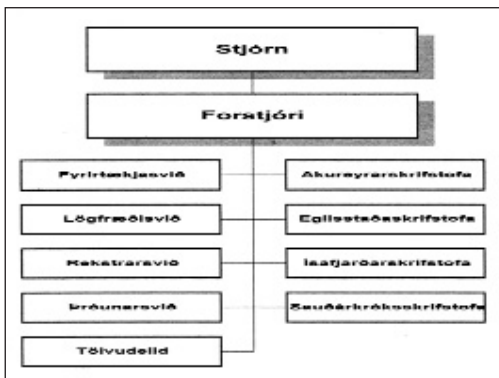 Stjórn
Forstjóri
Fyrirtækjasvið
Akureyrarskrifstofa
Lögfræðisvið
Egilsstaðaskrifstofa
Rekstrarsvið
Ísafjarðarskrifstofa
Þróunarsvið
Sauðárkróksskrifstofa
Tölvudeild